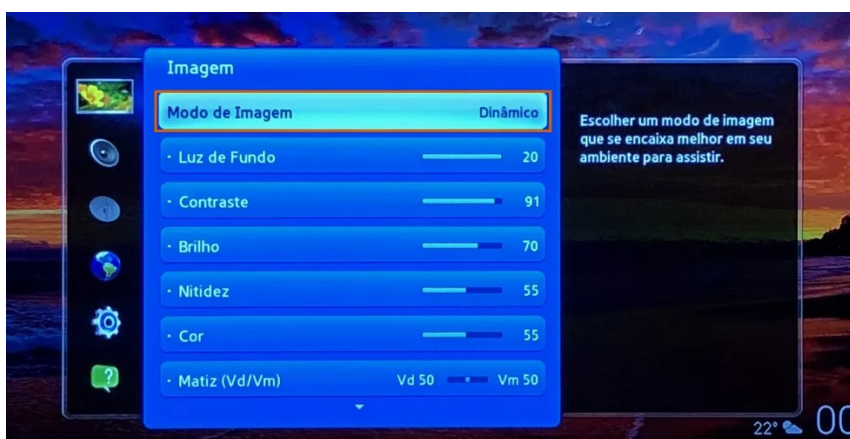 Imagem
Modo de Imagem Dinâmico
· Luz de Fundo 20
· Contraste 91
· Brilho 70
· Nitidez 55
· Cor 55
· Matiz (Vd/Vm) Vd 50 Vm 50
Escolher um modo de imagem
que se encaixa melhor em seu
ambiente para assistir.
?
22°